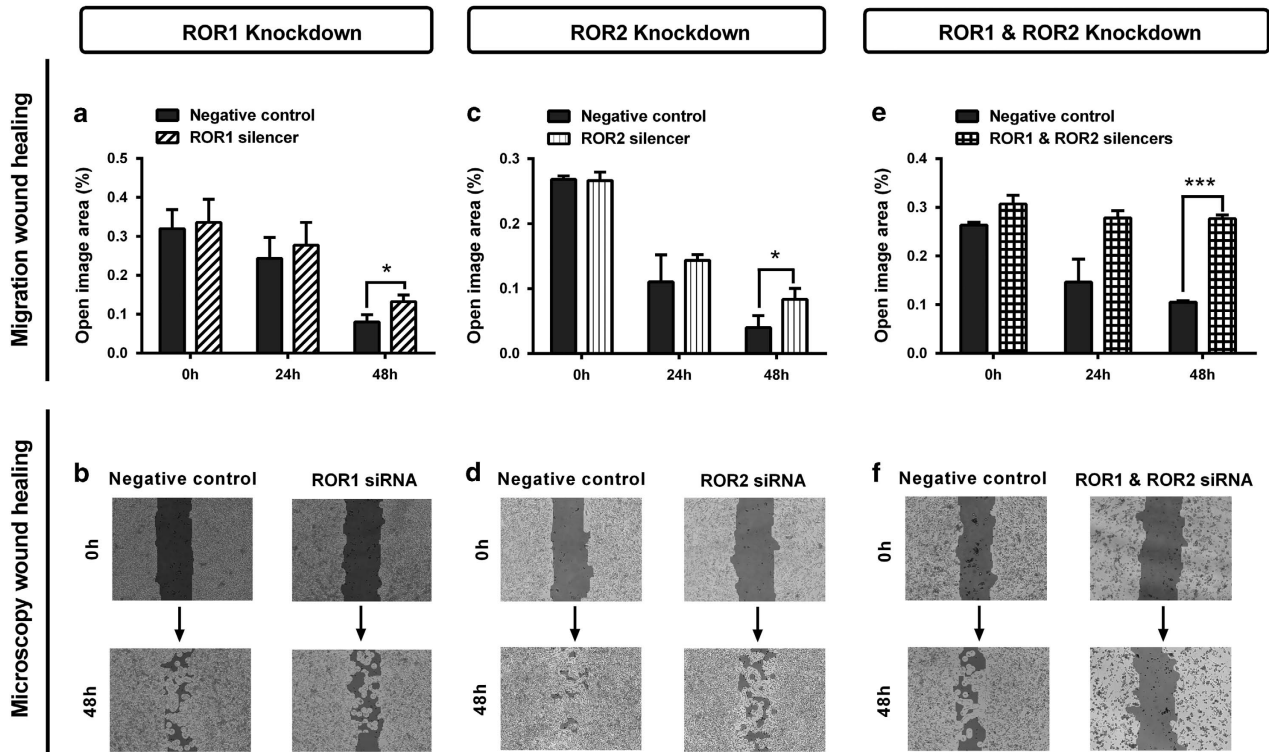 ROR1 Knockdown
ROR2 Knockdown
ROR1 & ROR2 Knockdown
Migration wound healing
a
Negative control
ROR1 silencer
Open image area (%)
0.5
0.4
0.3
0.2
0.1
0.0
*
0h
24h
48h
c
Negative control
ROR2 silencer
Open image area (%)
0.3
0.2
0.1
0.0
*
0h
24h
48h
e
Negative control
ROR1 & ROR2 silencers
Open image area (%)
0.4
0.3
0.2
0.1
0.0
***
0h
24h
48h
Microscopy wound healing
b
Negative control
ROR1 siRNA
0h
48h
d
Negative control
ROR2 siRNA
0h
48h
f
Negative control
ROR1 & ROR2 siRNA
0h
48h